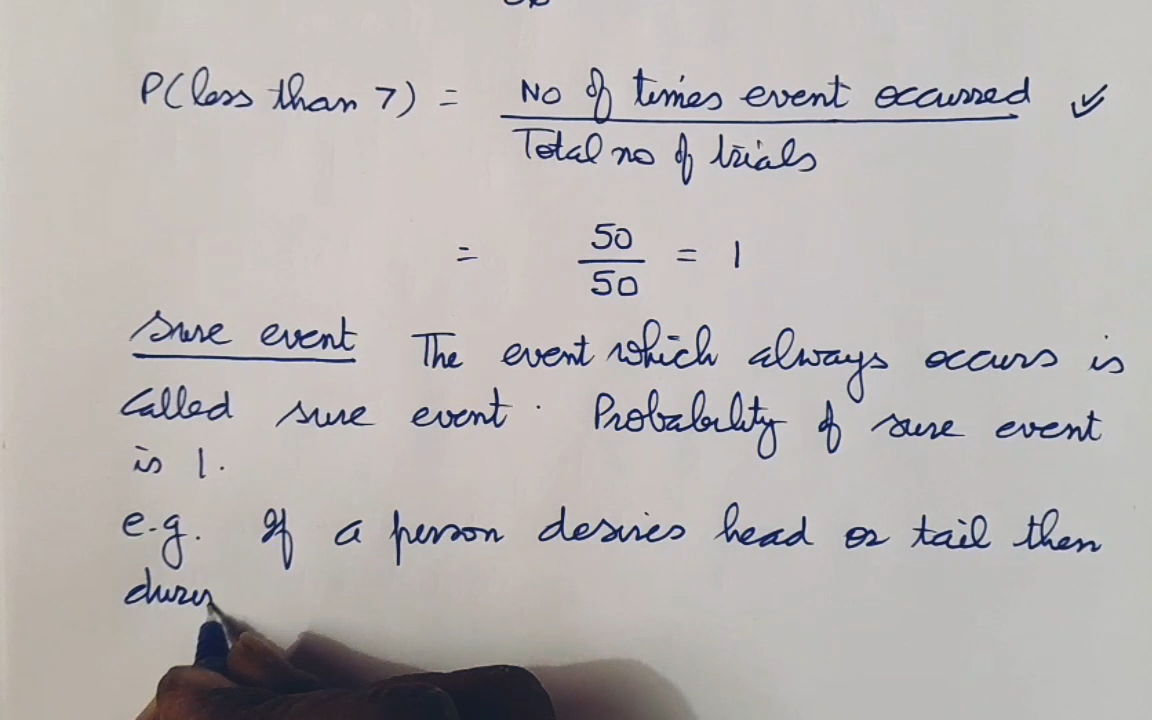 P(less than 7) = No of times event occurred
Total no of trials
= 50
50 = 1
Sure event The event which always occurs is
called sure event. Probability of sure event
is 1.
e.g. If a person desires head or tail then